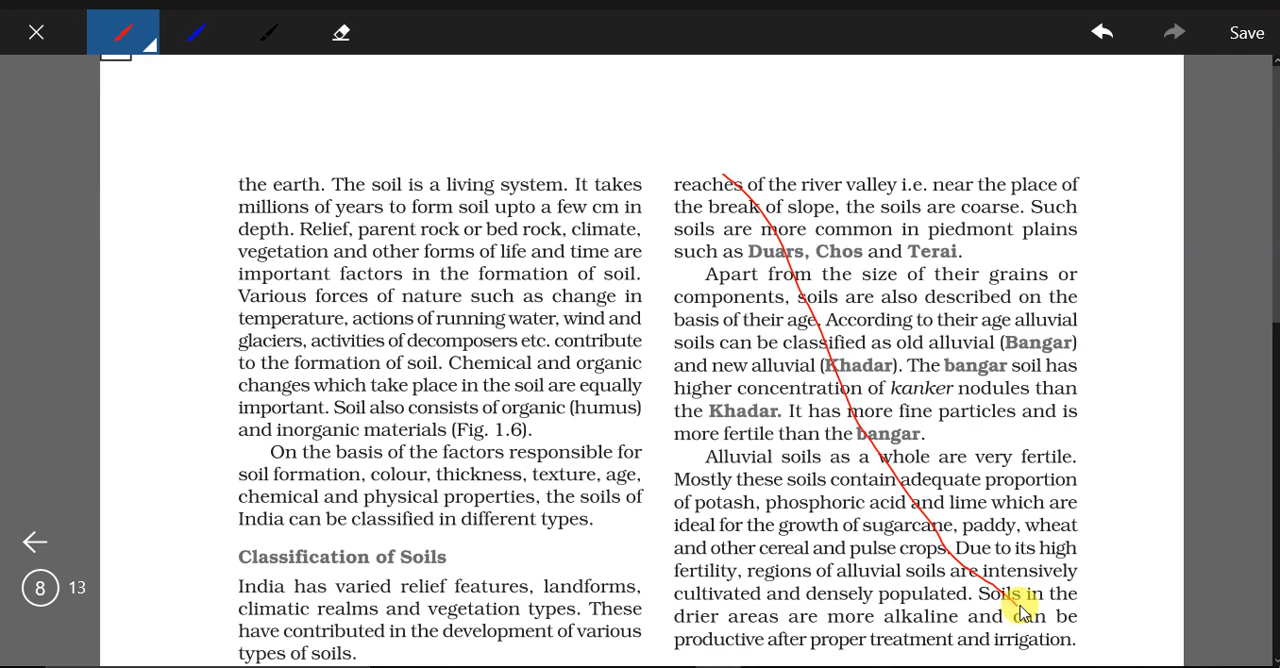 Save
the earth. The soil is a living system. It takes
millions of years to form soil upto a few cm in
depth. Relief, parent rock or bed rock, climate,
vegetation and other forms of life and time are
important factors in the formation of soil.
Various forces of nature such as change in
temperature, actions of running water, wind and
glaciers, activities of decomposers etc. contribute
to the formation of soil. Chemical and organic
changes which take place in the soil are equally
important. Soil also consists of organic (humus)
and inorganic materials (Fig. 1.6).
On the basis of the factors responsible for
soil formation, colour, thickness, texture, age,
chemical and physical properties, the soils of
India can be classified in different types.
Classification of Soils
India has varied relief features, landforms,
climatic realms and vegetation types. These
have contributed in the development of various
types of soils.
reaches of the river valley i.e. near the place of
the break of slope, the soils are coarse. Such
soils are more common in piedmont plains
such as Duars, Chos and Terai.
Apart from the size of their grains or
components, soils are also described on the
basis of their age. According to their age alluvial
soils can be classified as old alluvial (Bangar)
and new alluvial (Khadar). The bangar soil has
higher concentration of kanker nodules than
the Khadar. It has more fine particles and is
more fertile than the bangar.
Alluvial soils as a whole are very fertile.
Mostly these soils contain adequate proportion
of potash, phosphoric acid and lime which are
ideal for the growth of sugarcane, paddy, wheat
and other cereal and pulse crops. Due to its high
fertility, regions of alluvial soils are intensively
cultivated and densely populated. Soils in the
drier areas are more alkaline and can be
productive after proper treatment and irrigation.
8 13